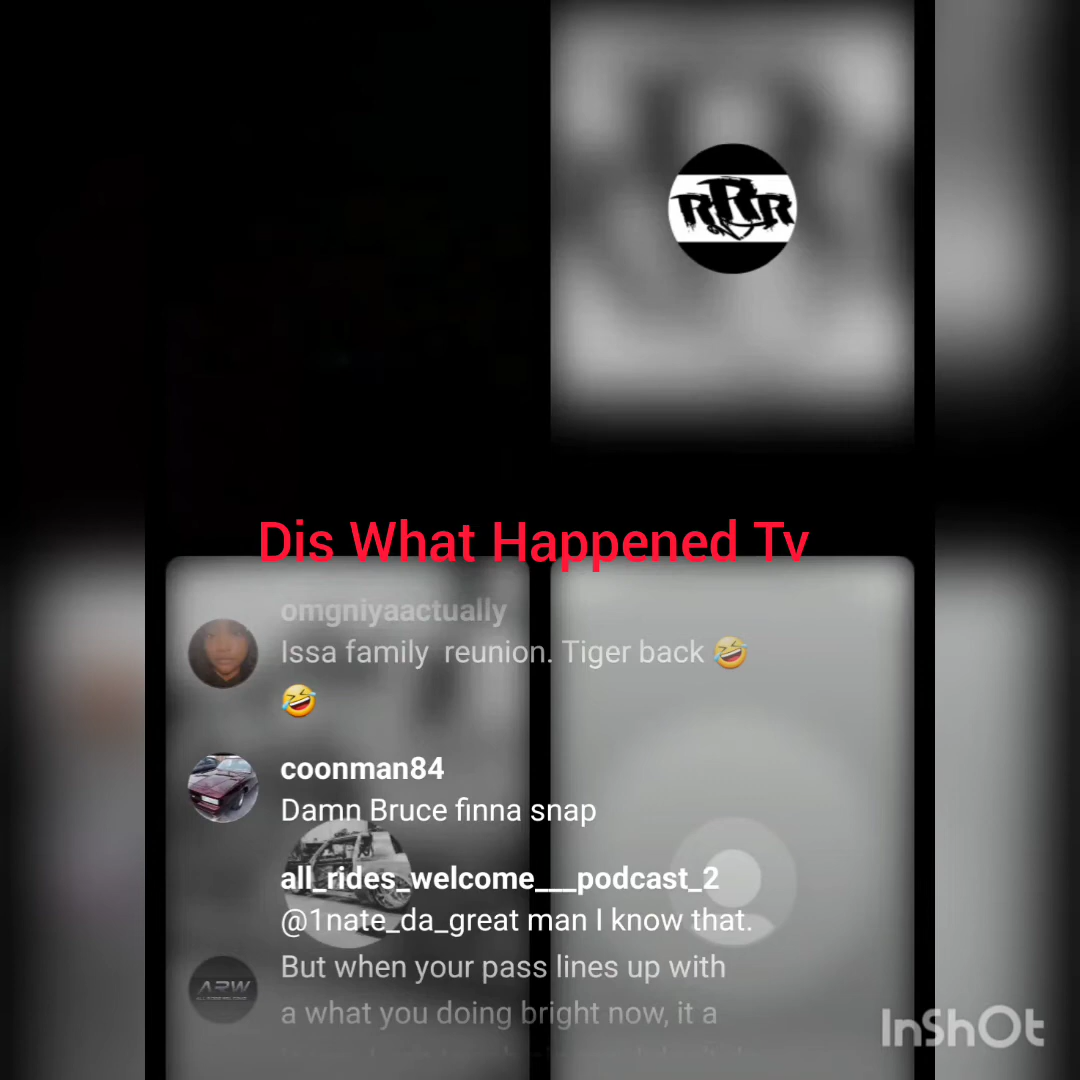 RRR
Dis What Happened Tv
omgniyaactually
Issa family reunion. Tiger back 🤣
🤣
coonman84
Damn Bruce finna snap
all_rides_welcome___podcast_2
@1nate_da_great man I know that.
But when your pass lines up with
ARW
a what you doing bright now, it a
InShOt